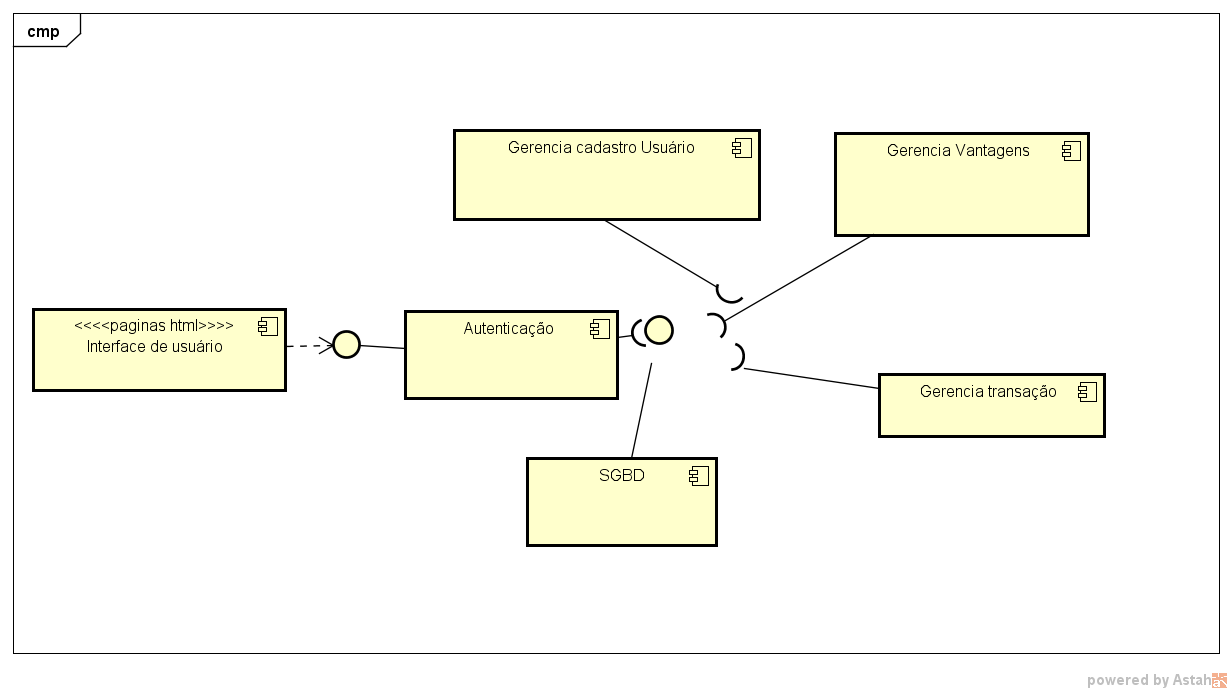 cmp
Gerencia cadastro Usuário
Gerencia Vantagens
<<<<paginas html>>>>
Interface de usuário
Autenticação
Gerencia transação
SGBD
powered by Astah